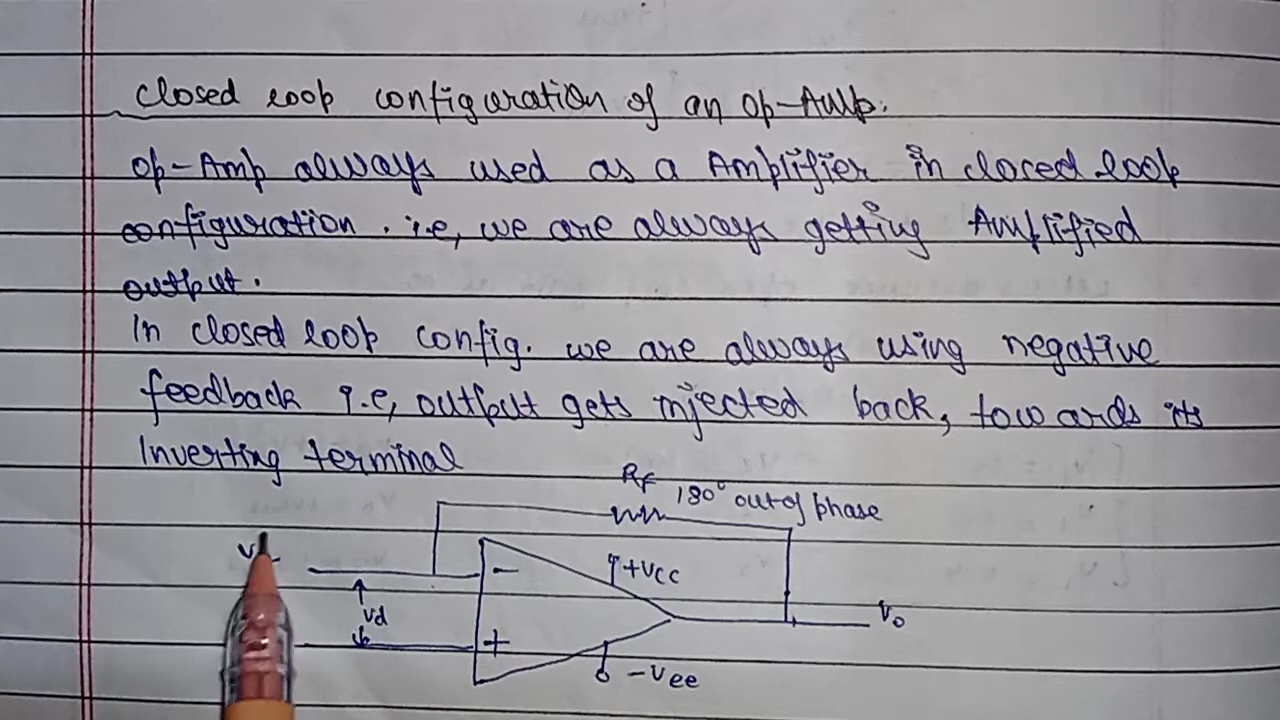 closed loop configuration of an Op-Amp.
Op-Amp always used as a Amplifier in closed loop
configuration. i.e, we are always getting Amplified
output.
In closed loop config. we are always using negative
feedback i.e, output gets injected back, towards its
Inverting terminal
Rf 180° out of phase
- +Vcc
Vd
Vo
+
-Vee